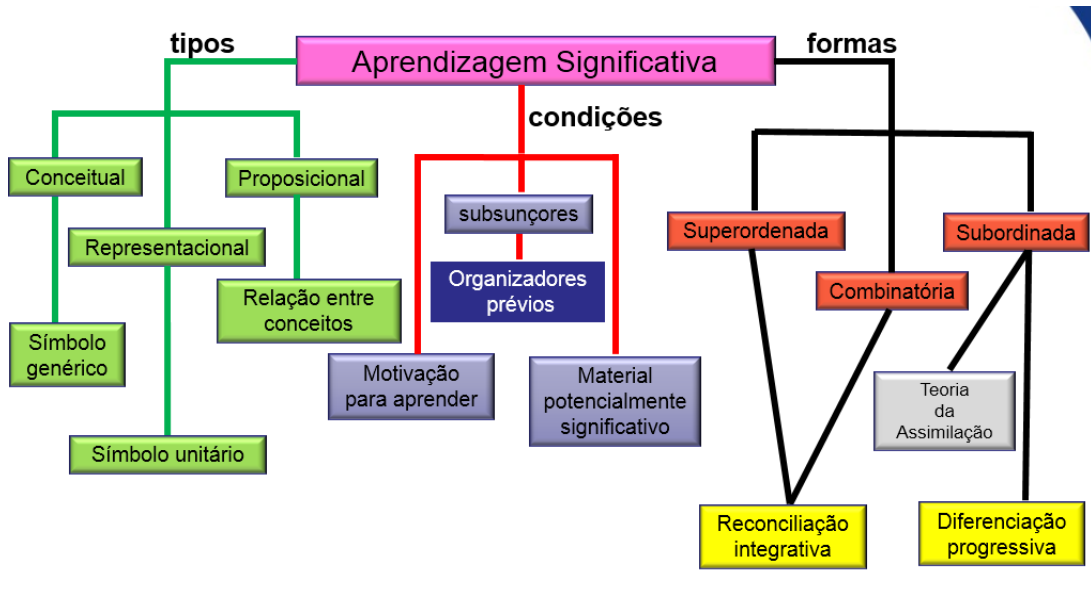 tipos
Aprendizagem Significativa
formas
condições
Conceitual
Proposicional
subsunçores
Superordenada
Subordinada
Representacional
Organizadores
prévios
Relação entre
conceitos
Combinatória
Símbolo
genérico
Motivação
para aprender
Material
potencialmente
significativo
Teoria
da
Assimilação
Símbolo unitário
Reconciliação
integrativa
Diferenciação
progressiva